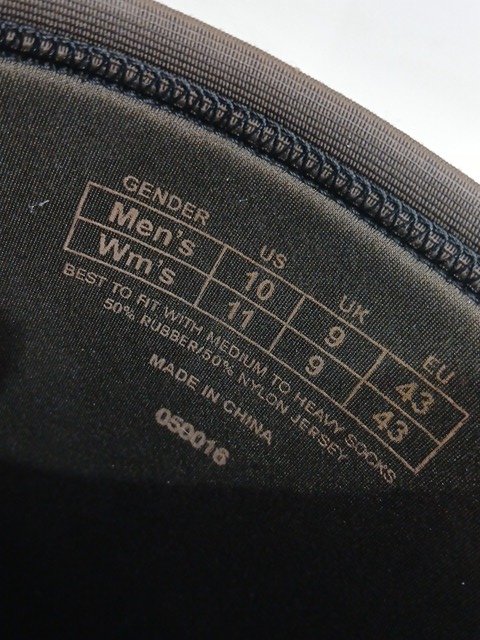 GENDER US UK EU
Men's 10 9 43
Wm's 11 9 43
BEST TO FIT WITH MEDIUM TO HEAVY SOCKS
50% RUBBER/50% NYLON JERSEY
MADE IN CHINA
059016